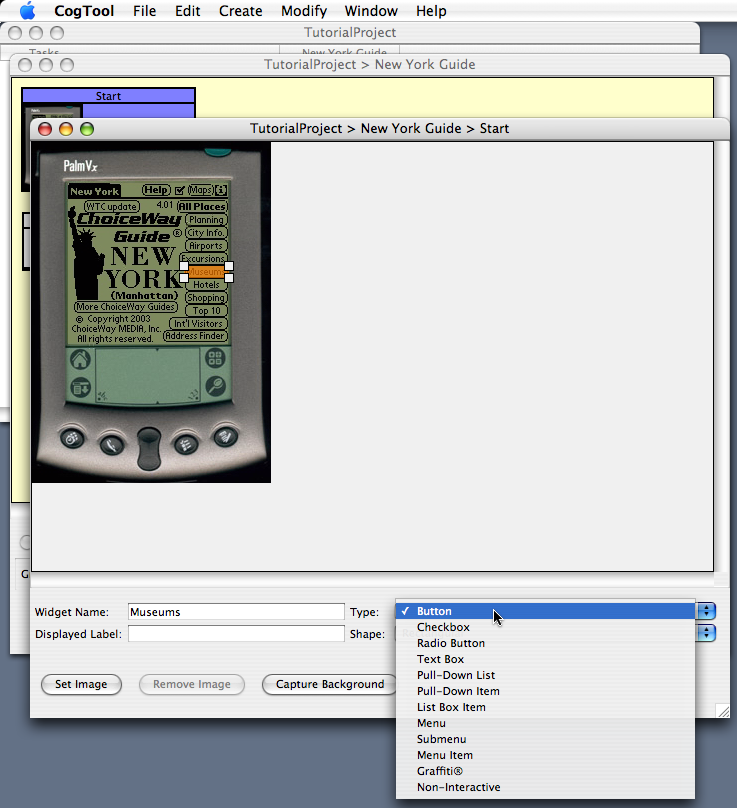 CogTool File Edit Create Modify Window Help
TutorialProject
Tasks New York Guide
TutorialProject > New York Guide
Start
TutorialProject > New York Guide > Start
PalmVx
New York Help Maps i
WTC update 4.01 All Places
ChoiceWay Planning
Guide ® City Info.
NEW Airports
Excursions
YORK Museums
(Manhattan) Hotels
More ChoiceWay Guides Shopping
© Copyright 2003 Top 10
ChoiceWay MEDIA, Inc. Int'l Visitors
All rights reserved. Address Finder
G
Widget Name: Museums Type: ✓ Button
Displayed Label: Shape: Checkbox
Radio Button
Text Box
Pull-Down List
Set Image Remove Image Capture Background Pull-Down Item
List Box Item
Menu
Submenu
Menu Item
Graffiti®
Non-Interactive